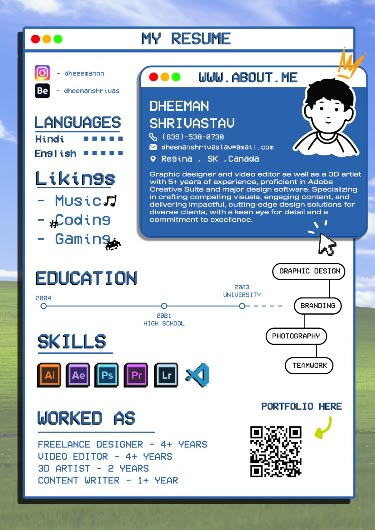 MY RESUME
- dheeemannn
Be - dheemanshrivas
WWW.ABOUT.ME
DHEEMAN
SHRIVASTAV
(639)-538-0730
dheemanshrivastav@gmail.com
Regina , SK ,Canada
Graphic designer and video editor as well as a 3D artist
with 5+ years of experience, proficient in Adobe
Creative Suite and major design software. Specializing
in crafting compelling visuals, engaging content, and
delivering impactful, cutting-edge design solutions for
diverse clients, with a keen eye for detail and a
commitment to excellence.
LANGUAGES
Hindi
English
Likings
- Music
- Coding
- Gaming
EDUCATION
2004
2021
HIGH SCHOOL
2023
UNIVERSITY
GRAPHIC DESIGN
BRANDING
PHOTOGRAPHY
TEAMWORK
SKILLS
Ai Ae Ps Pr Lr
WORKED AS
FREELANCE DESIGNER - 4+ YEARS
VIDEO EDITOR - 4+ YEARS
3D ARTIST - 2 YEARS
CONTENT WRITER - 1+ YEAR
PORTFOLIO HERE